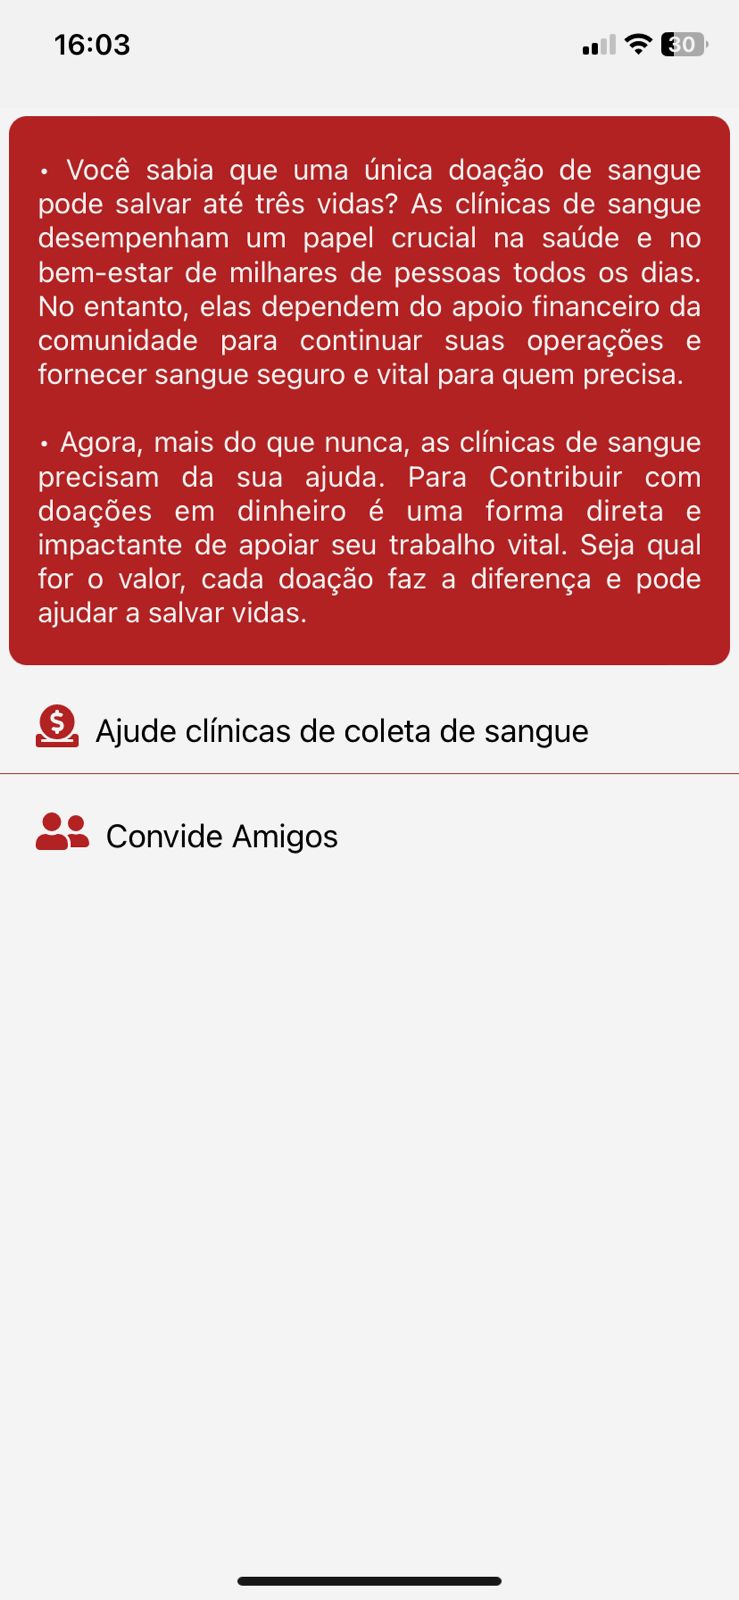 16:03
30
• Você sabia que uma única doação de sangue
pode salvar até três vidas? As clínicas de sangue
desempenham um papel crucial na saúde e no
bem-estar de milhares de pessoas todos os dias.
No entanto, elas dependem do apoio financeiro da
comunidade para continuar suas operações e
fornecer sangue seguro e vital para quem precisa.
• Agora, mais do que nunca, as clínicas de sangue
precisam da sua ajuda. Para Contribuir com
doações em dinheiro é uma forma direta e
impactante de apoiar seu trabalho vital. Seja qual
for o valor, cada doação faz a diferença e pode
ajudar a salvar vidas.
$
Ajude clínicas de coleta de sangue
Convide Amigos